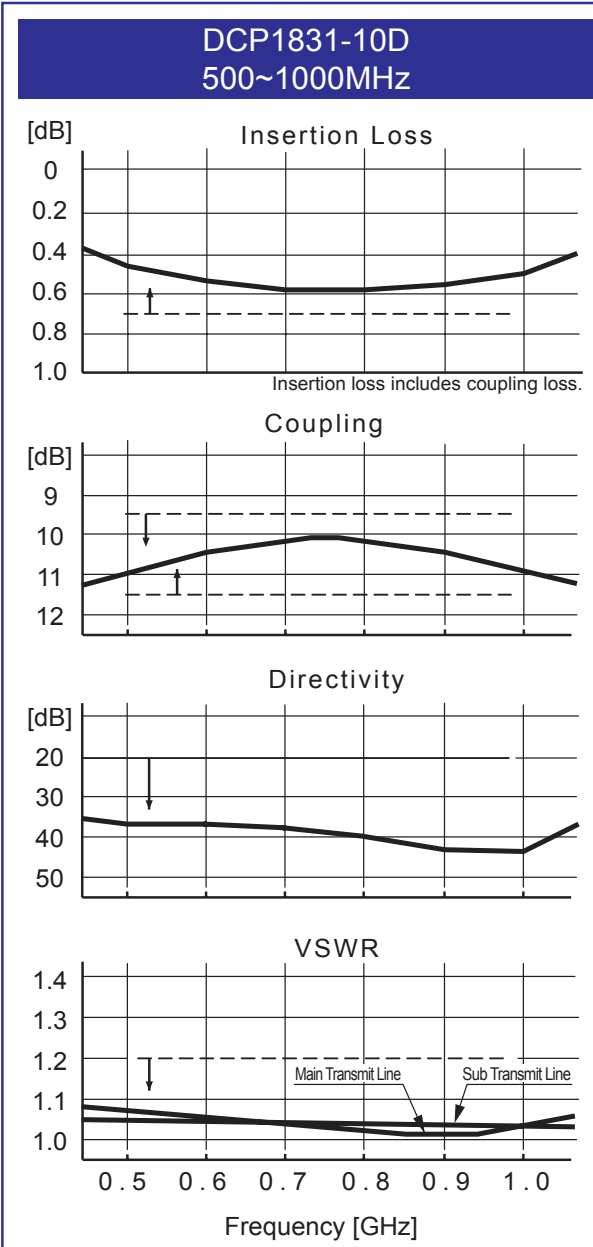 DCP1831-10D
500~1000MHz
[dB]
Insertion Loss
0
0.2
0.4
0.6
0.8
1.0
Insertion loss includes coupling loss.
Coupling
[dB]
9
10
11
12
Directivity
[dB]
20
30
40
50
VSWR
1.4
1.3
1.2
1.1
1.0
Main Transmit Line
Sub Transmit Line
0.5 0.6 0.7 0.8 0.9 1.0
Frequency [GHz]